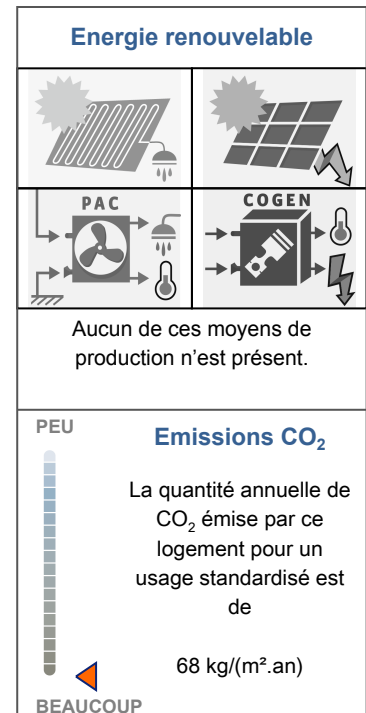 Energie renouvelable
PAC
COGEN
Aucun de ces moyens de
production n'est présent.
PEU
Emissions CO₂
La quantité annuelle de
CO₂ émise par ce
logement pour un
usage standardisé est
de
68 kg/(m².an)
BEAUCOUP